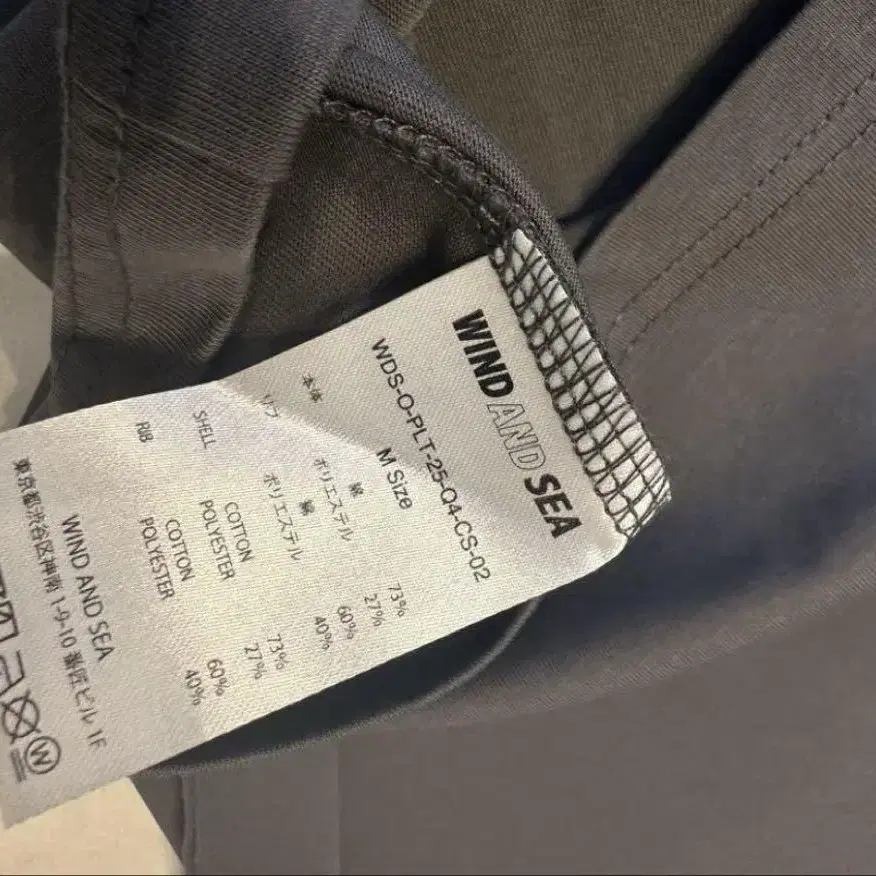 WIND AND SEA
WDS-O-PLT-25-Q4-CS-02
M Size
本体 綿 73%
ポリエステル 27%
リブ 綿 60%
ポリエステル 40%
SHELL COTTON 73%
POLYESTER 27%
RIB COTTON 60%
POLYESTER 40%
WIND AND SEA
東京都渋谷区神南 1-9-10 番匠ビル 1F
W